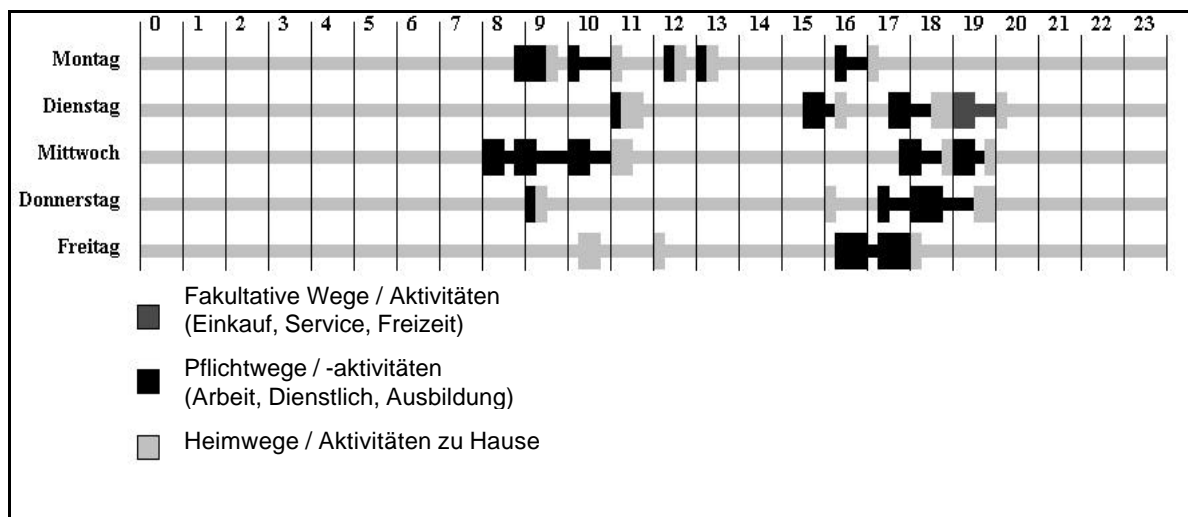 0 1 2 3 4 5 6 7 8 9 10 11 12 13 14 15 16 17 18 19 20 21 22 23
Montag
Dienstag
Mittwoch
Donnerstag
Freitag
Fakultative Wege / Aktivitäten
(Einkauf, Service, Freizeit)
Pflichtwege / -aktivitäten
(Arbeit, Dienstlich, Ausbildung)
Heimwege / Aktivitäten zu Hause